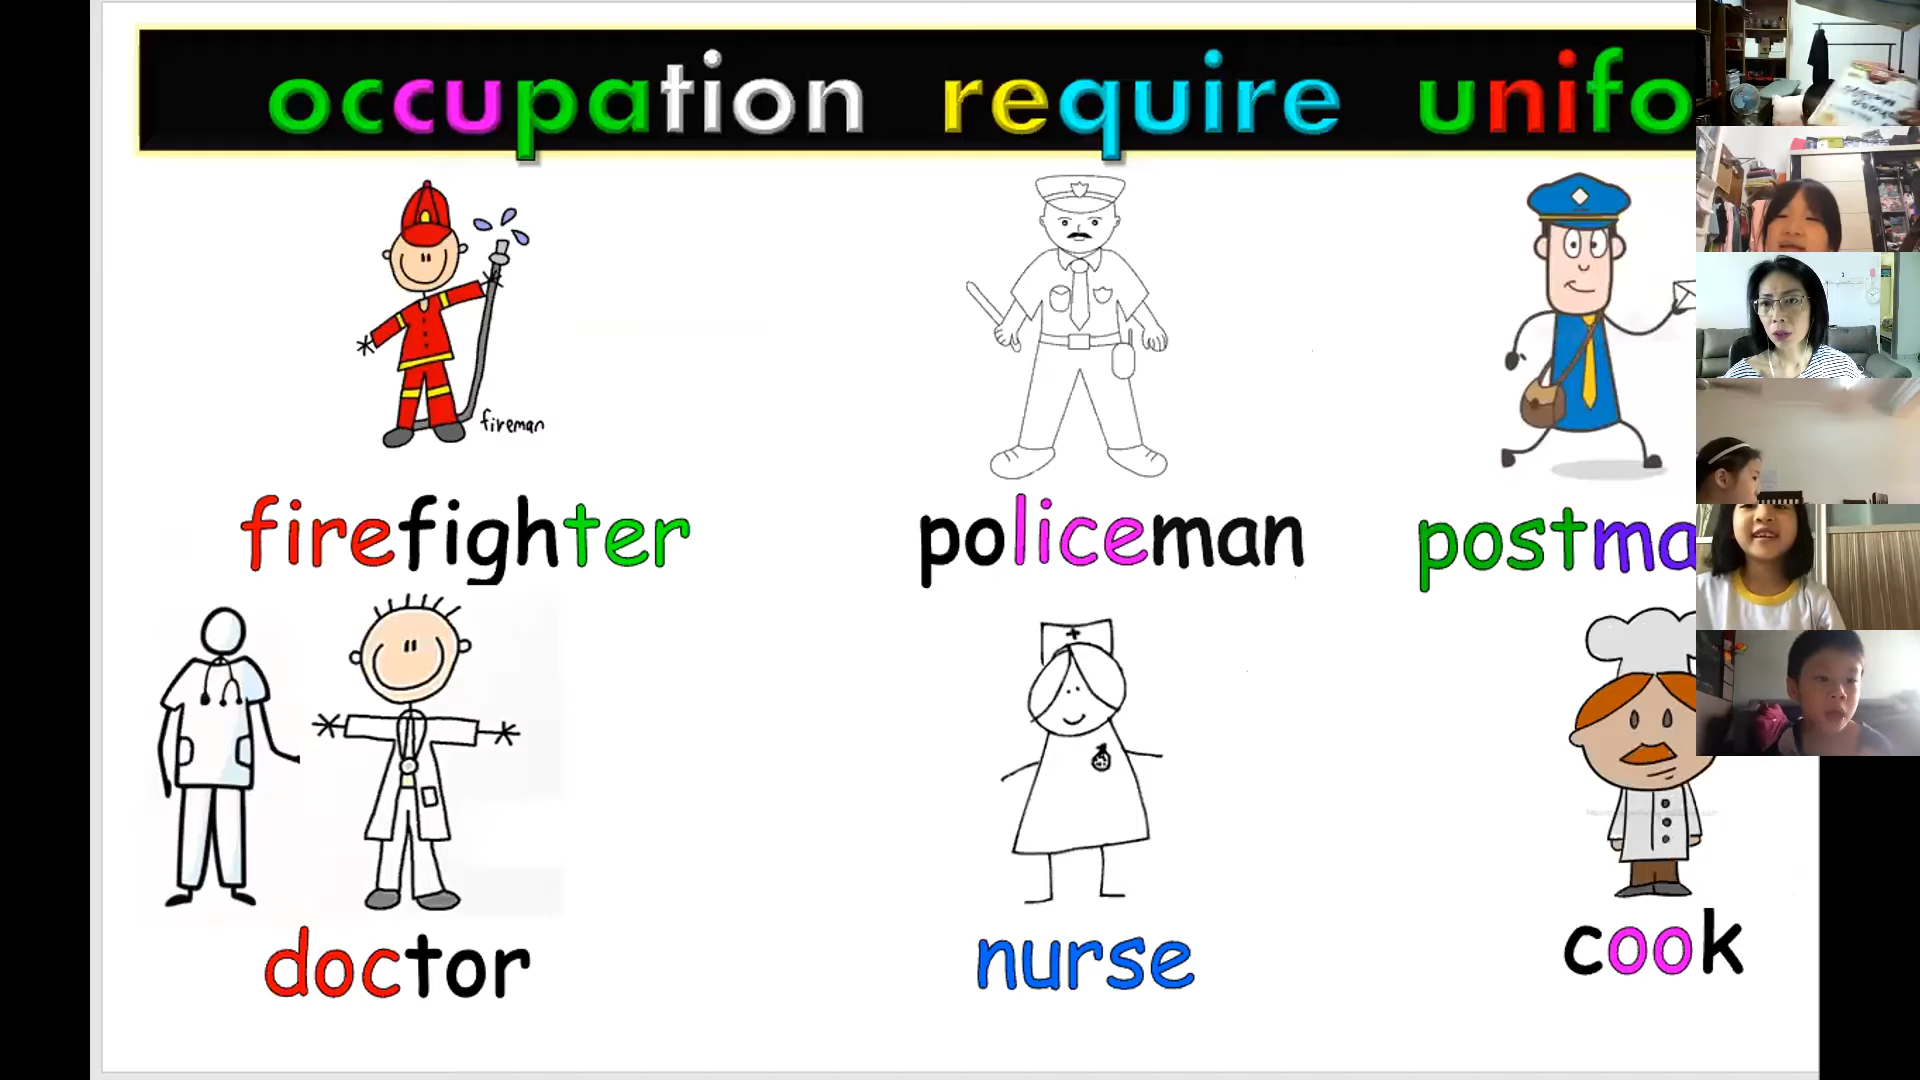 occupation require unifo
fireman
firefighter policeman postma
doctor nurse cook